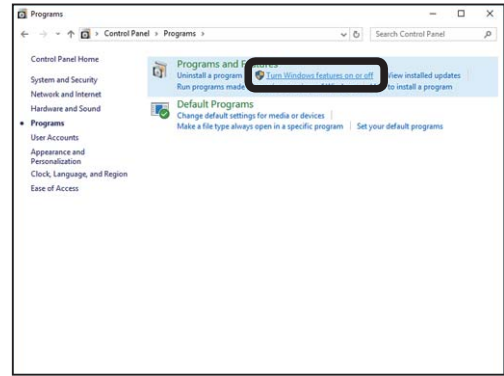 Programs
Control Panel > Programs >
Search Control Panel
Control Panel Home
System and Security
Network and Internet
Hardware and Sound
Programs
User Accounts
Appearance and
Personalization
Clock, Language, and Region
Ease of Access
Programs and Features
Uninstall a program Turn Windows features on or off View installed updates
Run programs made to install a program
Default Programs
Change default settings for media or devices
Make a file type always open in a specific program Set your default programs